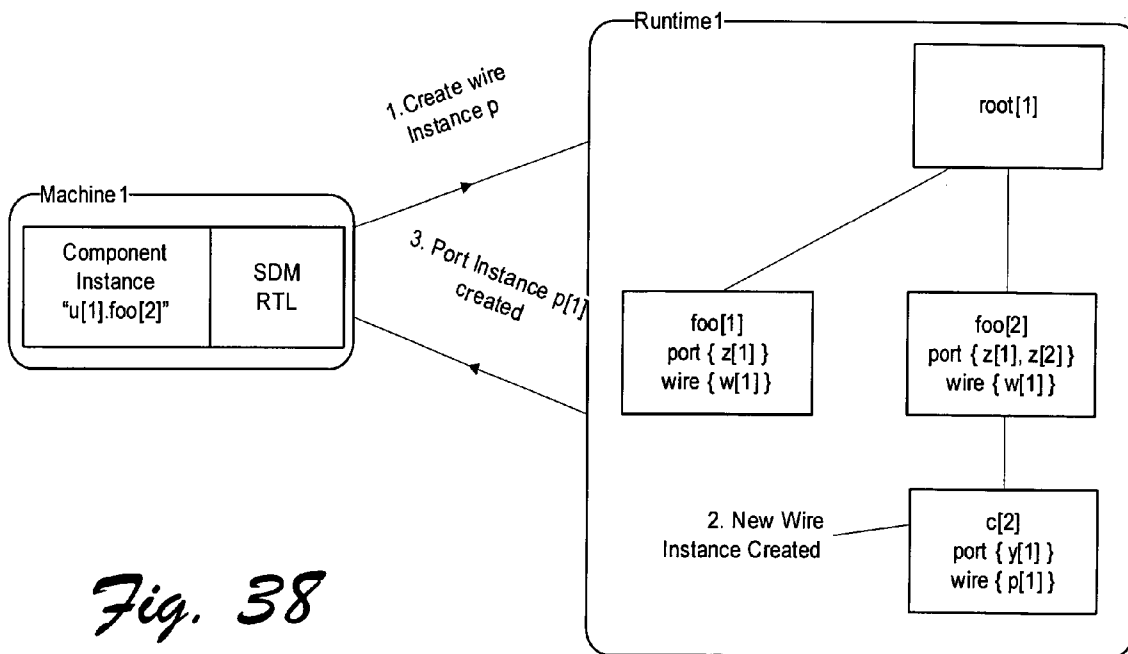 Runtime1
root[1]
1.Create wire
Instance p
Machine1
Component
Instance
"u[1].foo[2]"
SDM
RTL
3. Port Instance p[1]
created
foo[1]
port { z[1] }
wire { w[1] }
foo[2]
port { z[1], z[2] }
wire { w[1] }
2. New Wire
Instance Created
c[2]
port { y[1] }
wire { p[1] }
Fig. 38